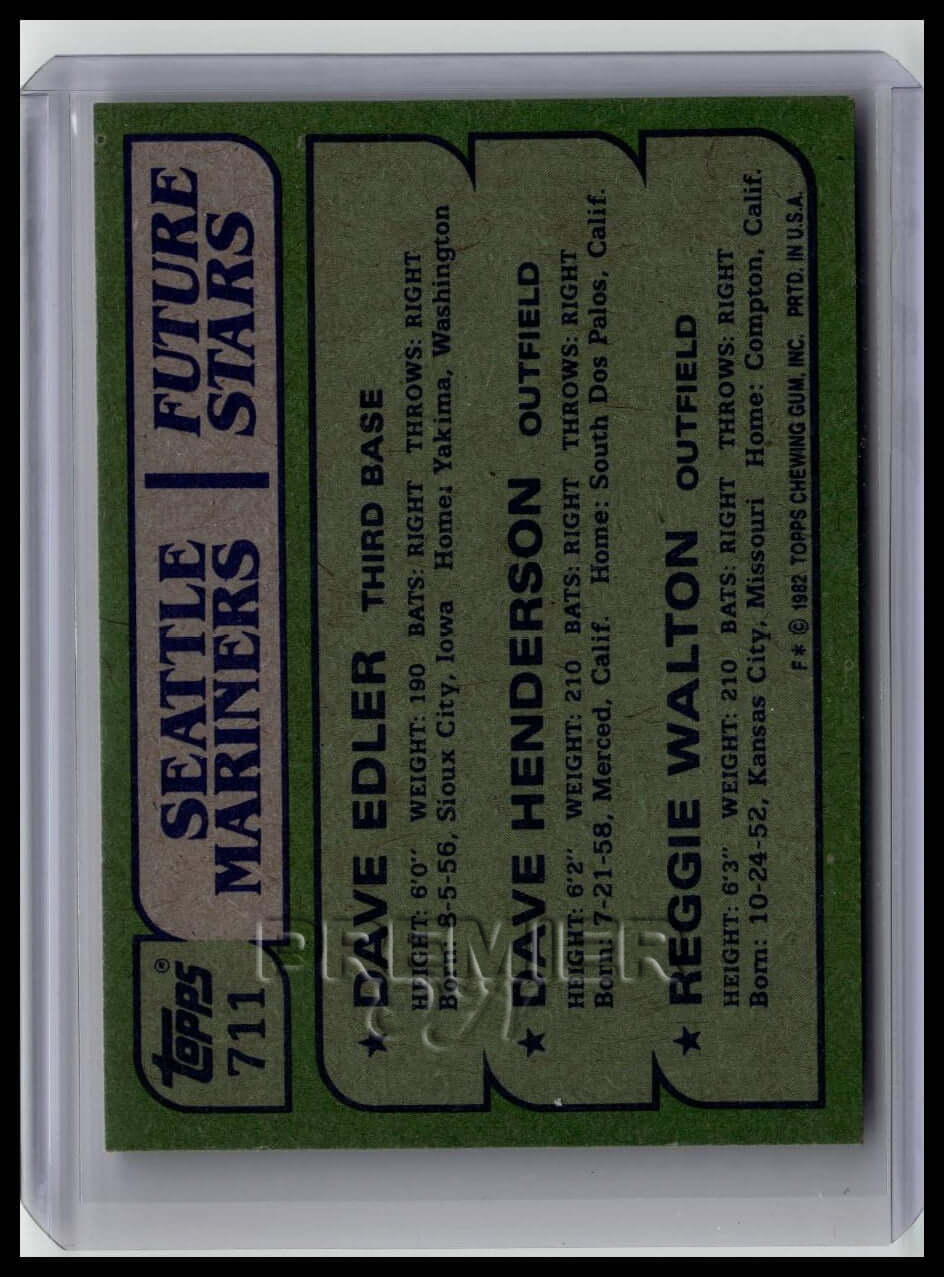 Topps®
711
SEATTLE
MARINERS
FUTURE
STARS
★ DAVE EDLER THIRD BASE
HEIGHT: 6'0" WEIGHT: 190 BATS: RIGHT THROWS: RIGHT
Born: 8-5-56, Sioux City, Iowa Home: Yakima, Washington
★ DAVE HENDERSON OUTFIELD
HEIGHT: 6'2" WEIGHT: 210 BATS: RIGHT THROWS: RIGHT
Born: 7-21-58, Merced, Calif. Home: South Dos Palos, Calif.
★ REGGIE WALTON OUTFIELD
HEIGHT: 6'3" WEIGHT: 210 BATS: RIGHT THROWS: RIGHT
Born: 10-24-52, Kansas City, Missouri Home: Compton, Calif.
F* © 1982 TOPPS CHEWING GUM, INC. PRTD. IN U.S.A.
PREMIER